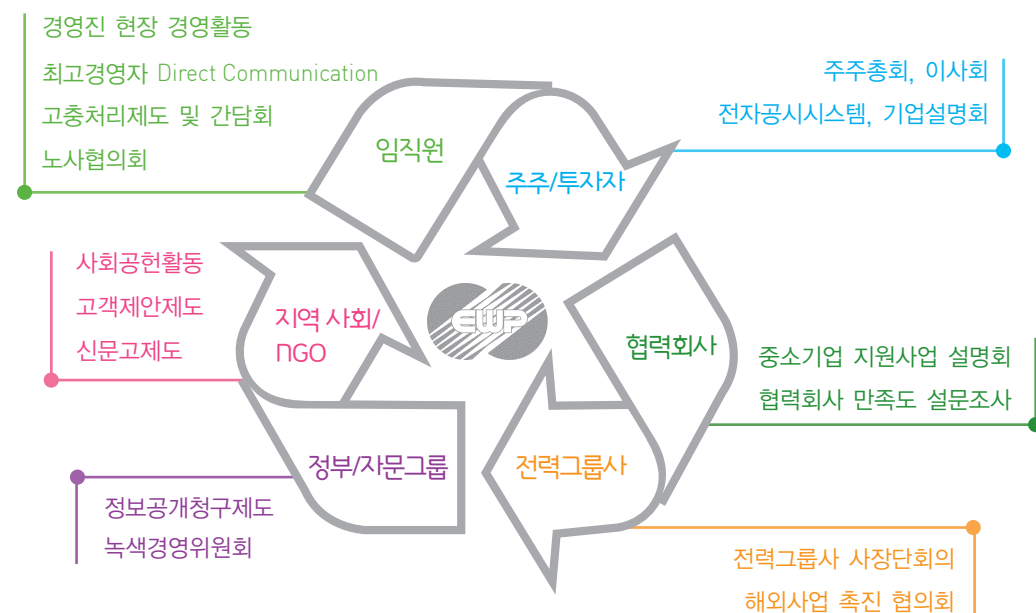 경영진 현장 경영활동
최고경영자 Direct Communication
고충처리제도 및 간담회
노사협의회
임직원
주주총회, 이사회
전자공시시스템, 기업설명회
주주/투자자
사회공헌활동
고객제안제도
신문고제도
지역 사회/
NGO
EWP
협력회사
중소기업 지원사업 설명회
협력회사 만족도 설문조사
정부/자문그룹
정보공개청구제도
녹색경영위원회
전력그룹사
전력그룹사 사장단회의
해외사업 촉진 협의회